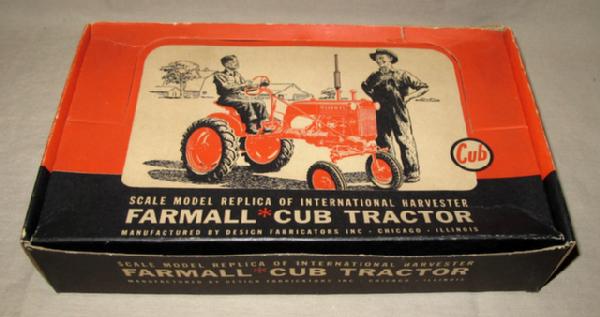 Cub
SCALE MODEL REPLICA OF INTERNATIONAL HARVESTER
FARMALL*CUB TRACTOR
MANUFACTURED BY DESIGN FABRICATORS INC · CHICAGO · ILLINOIS
SCALE MODEL REPLICA OF INTERNATIONAL HARVESTER
FARMALL*CUB TRACTOR
MANUFACTURED BY DESIGN FABRICATORS INC · CHICAGO · ILLINOIS